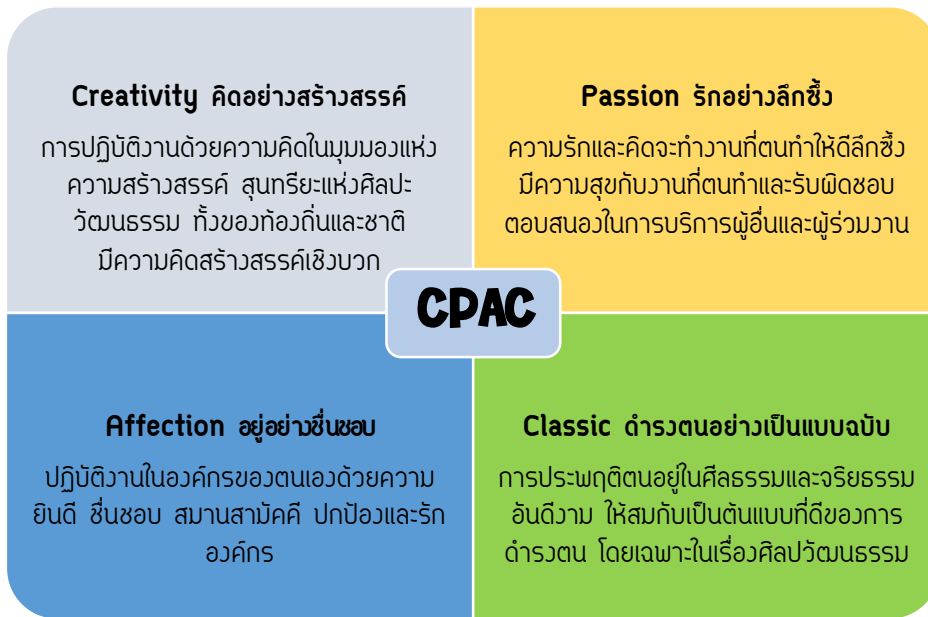 Creativity คิดอย่างสร้างสรรค์
การปฏิบัติงานด้วยความคิดในมุมมองแห่ง
ความสร้างสรรค์ สุนทรียะแห่งศิลปะ
วัฒนธรรม ทั้งของท้องถิ่นและชาติ
มีความคิดสร้างสรรค์เชิงบวก
Passion รักอย่างลึกซึ้ง
ความรักและคิดจะทำงานที่ตนทำให้ดีลึกซึ้ง
มีความสุขกับงานที่ตนทำและรับผิดชอบ
ตอบสนองในการบริการผู้อื่นและผู้ร่วมงาน
CPAC
Affection อยู่อย่างชื่นชอบ
ปฏิบัติงานในองค์กรของตนเองด้วยความ
ยินดี ชื่นชอบ สมานสามัคคี ปกป้องและรัก
องค์กร
Classic ดำรงตนอย่างเป็นแบบฉบับ
การประพฤติตนอยู่ในศีลธรรมและจริยธรรม
อันดีงาม ให้สมกับเป็นต้นแบบที่ดีของการ
ดำรงตน โดยเฉพาะในเรื่องศิลปวัฒนธรรม